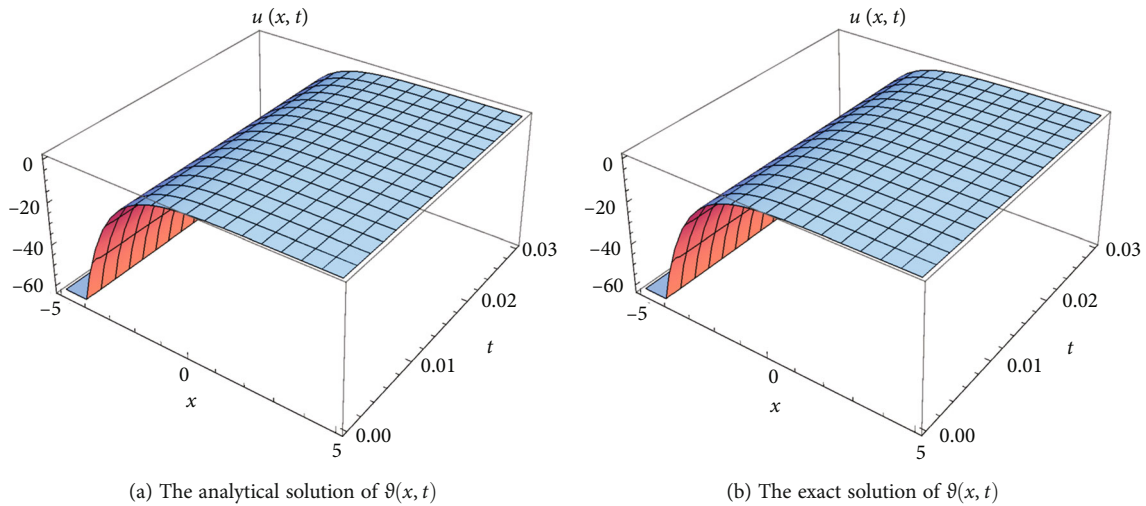 u (x, t)
0
−20
−40
−60
−5
0
x
5
0.00
0.01
0.02
0.03
t
(a) The analytical solution of ϑ(x, t)
u (x, t)
0
−20
−40
−60
−5
0
x
5
0.00
0.01
0.02
0.03
t
(b) The exact solution of ϑ(x, t)